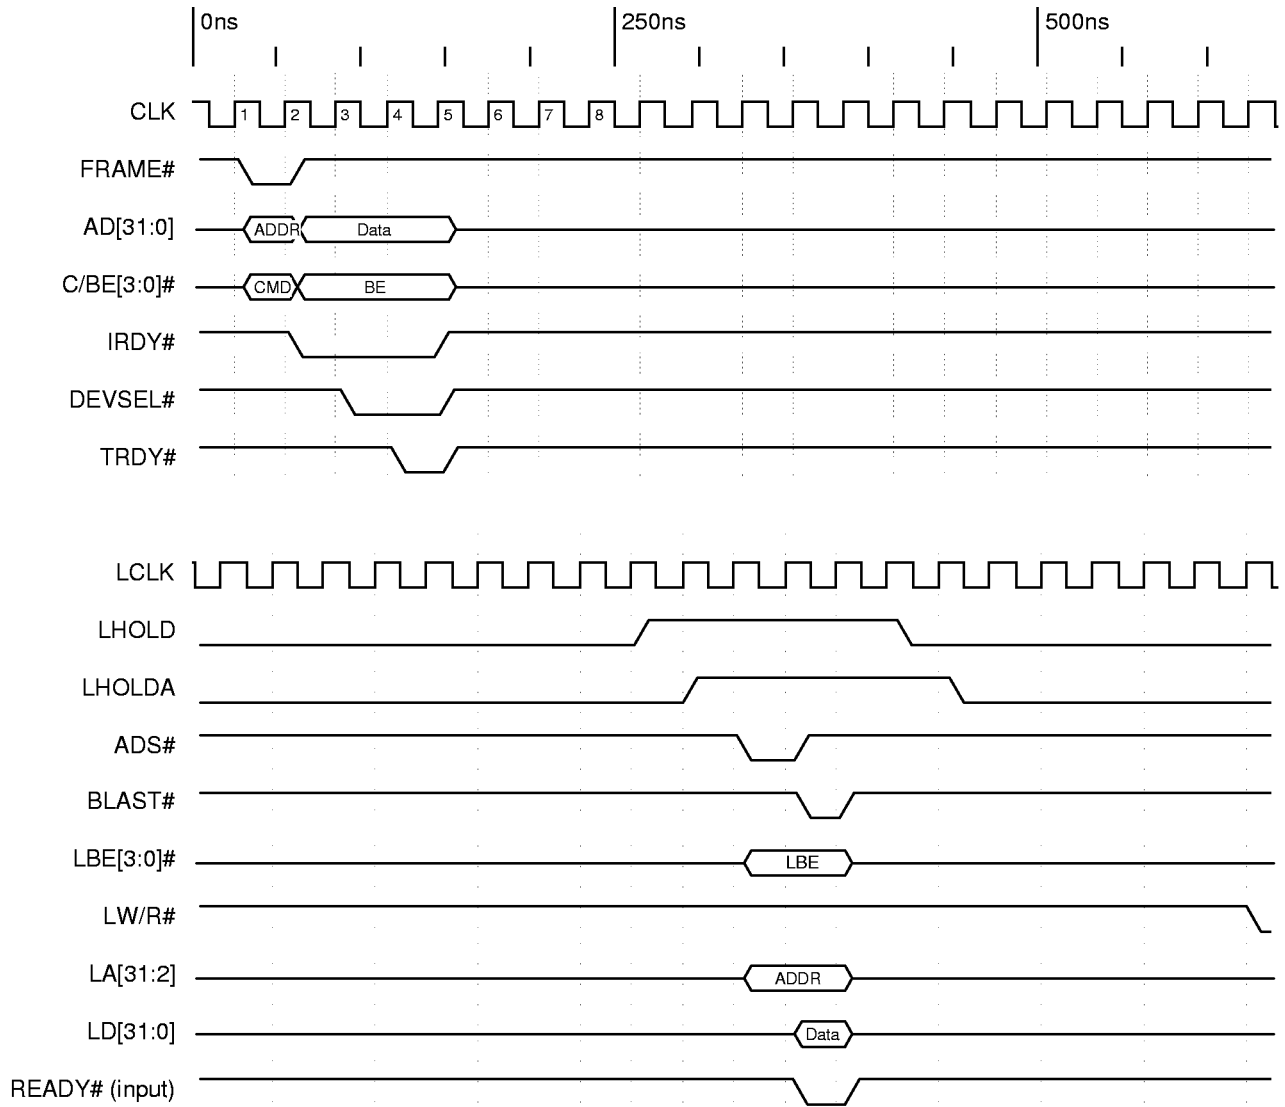 0ns 250ns 500ns
CLK 1 2 3 4 5 6 7 8
FRAME#
AD[31:0] ADDR Data
C/BE[3:0]# CMD BE
IRDY#
DEVSEL#
TRDY#
LCLK
LHOLD
LHOLDA
ADS#
BLAST#
LBE[3:0]# LBE
LW/R#
LA[31:2] ADDR
LD[31:0] Data
READY# (input)